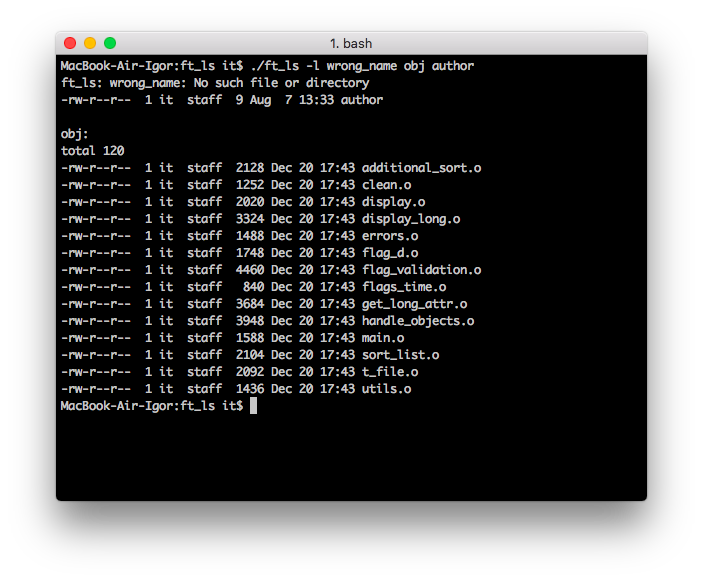 1. bash
MacBook-Air-Igor:ft_ls it$ ./ft_ls -l wrong_name obj author
ft_ls: wrong_name: No such file or directory
-rw-r--r--  1 it  staff  9 Aug  7 13:33 author

obj:
total 120
-rw-r--r--  1 it  staff  2128 Dec 20 17:43 additional_sort.o
-rw-r--r--  1 it  staff  1252 Dec 20 17:43 clean.o
-rw-r--r--  1 it  staff  2020 Dec 20 17:43 display.o
-rw-r--r--  1 it  staff  3324 Dec 20 17:43 display_long.o
-rw-r--r--  1 it  staff  1488 Dec 20 17:43 errors.o
-rw-r--r--  1 it  staff  1748 Dec 20 17:43 flag_d.o
-rw-r--r--  1 it  staff  4460 Dec 20 17:43 flag_validation.o
-rw-r--r--  1 it  staff   840 Dec 20 17:43 flags_time.o
-rw-r--r--  1 it  staff  3684 Dec 20 17:43 get_long_attr.o
-rw-r--r--  1 it  staff  3948 Dec 20 17:43 handle_objects.o
-rw-r--r--  1 it  staff  1588 Dec 20 17:43 main.o
-rw-r--r--  1 it  staff  2104 Dec 20 17:43 sort_list.o
-rw-r--r--  1 it  staff  2092 Dec 20 17:43 t_file.o
-rw-r--r--  1 it  staff  1436 Dec 20 17:43 utils.o
MacBook-Air-Igor:ft_ls it$